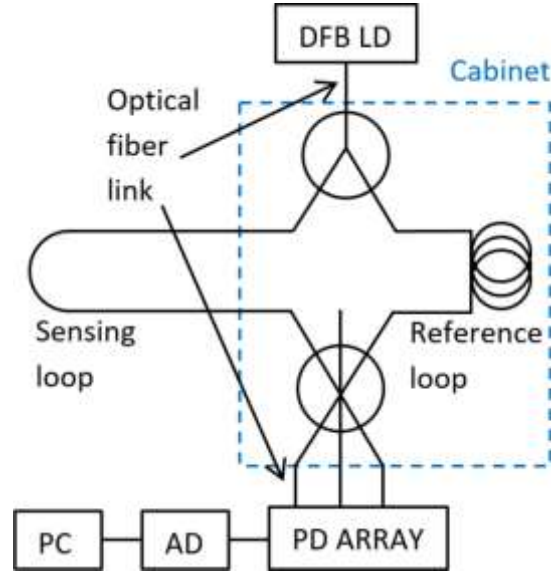 DFB LD
Cabinet
Optical
fiber
link
Sensing
loop
Reference
loop
PC
AD
PD ARRAY